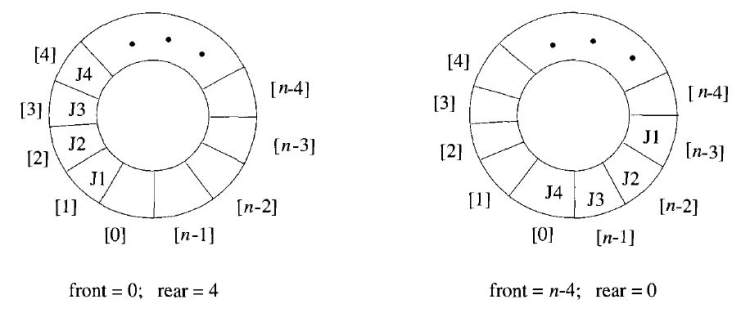 [4]
J4
[3]
J3
[2]
J2
[1]
J1
[0]
[n-1]
[n-2]
[n-3]
[n-4]
front = 0; rear = 4
[4]
[3]
[2]
[1]
[0]
J4
[n-1]
J3
[n-2]
J2
[n-3]
J1
[n-4]
front = n-4; rear = 0